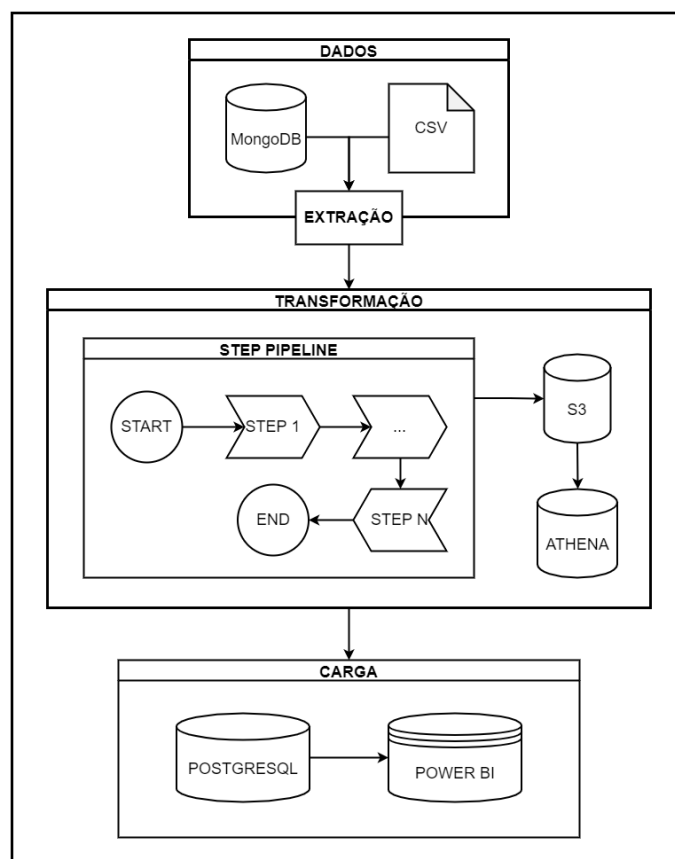 DADOS
MongoDB
CSV
EXTRAÇÃO
TRANSFORMAÇÃO
STEP PIPELINE
START
STEP 1
...
S3
END
STEP N
ATHENA
CARGA
POSTGRESQL
POWER BI